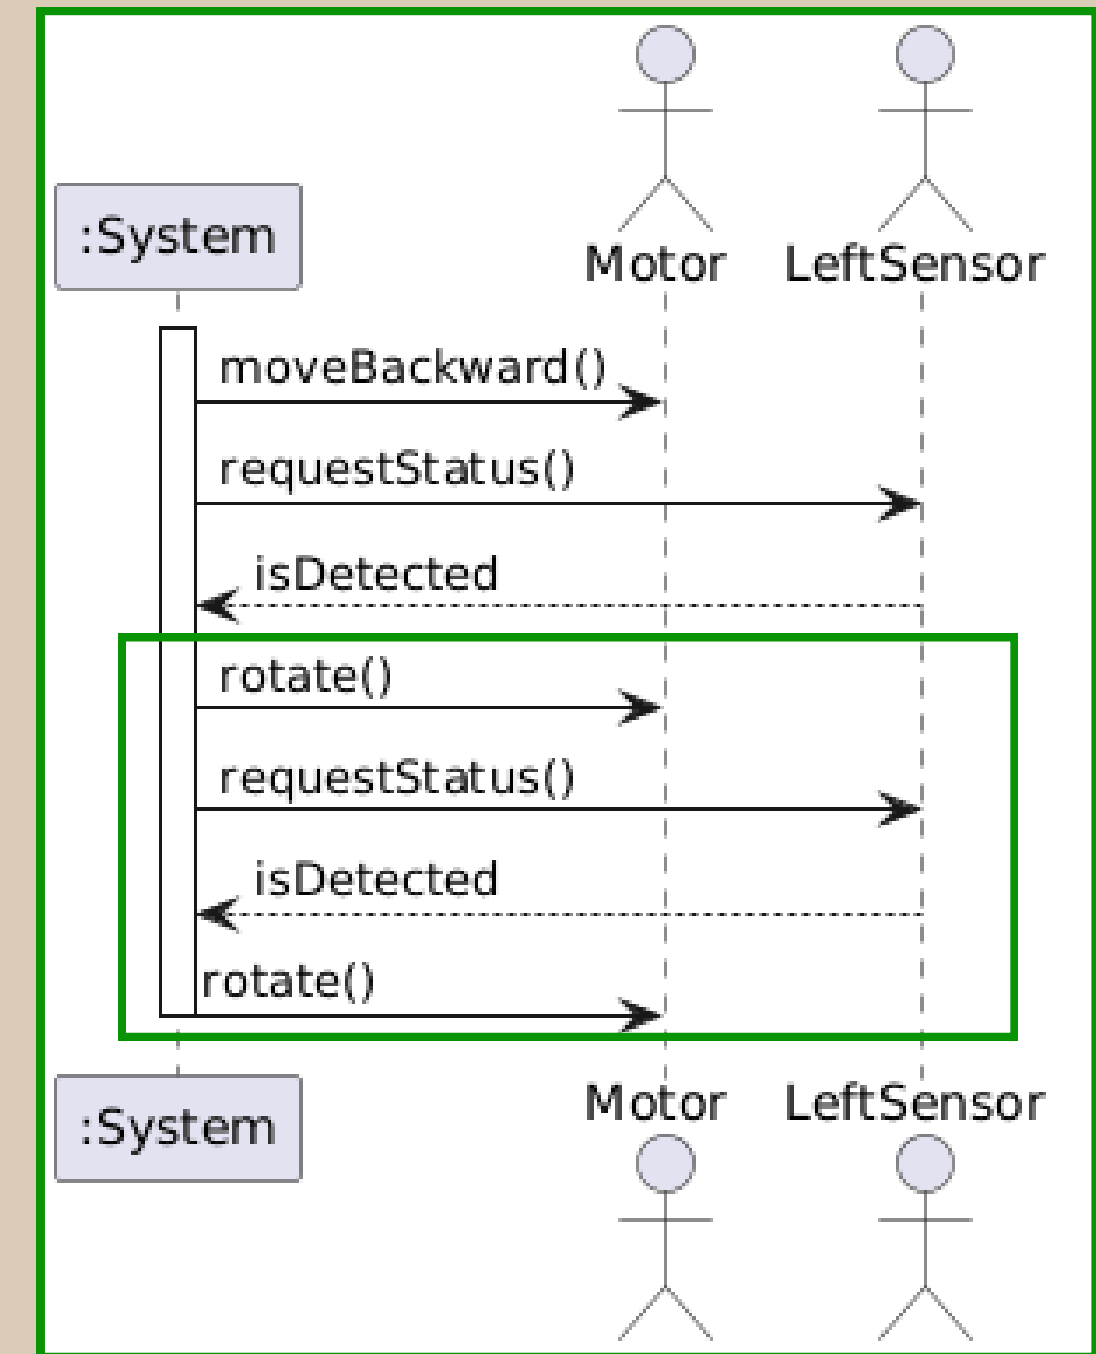 :System
Motor
LeftSensor
moveBackward()
requestStatus()
isDetected
rotate()
requestStatus()
isDetected
rotate()
:System
Motor
LeftSensor